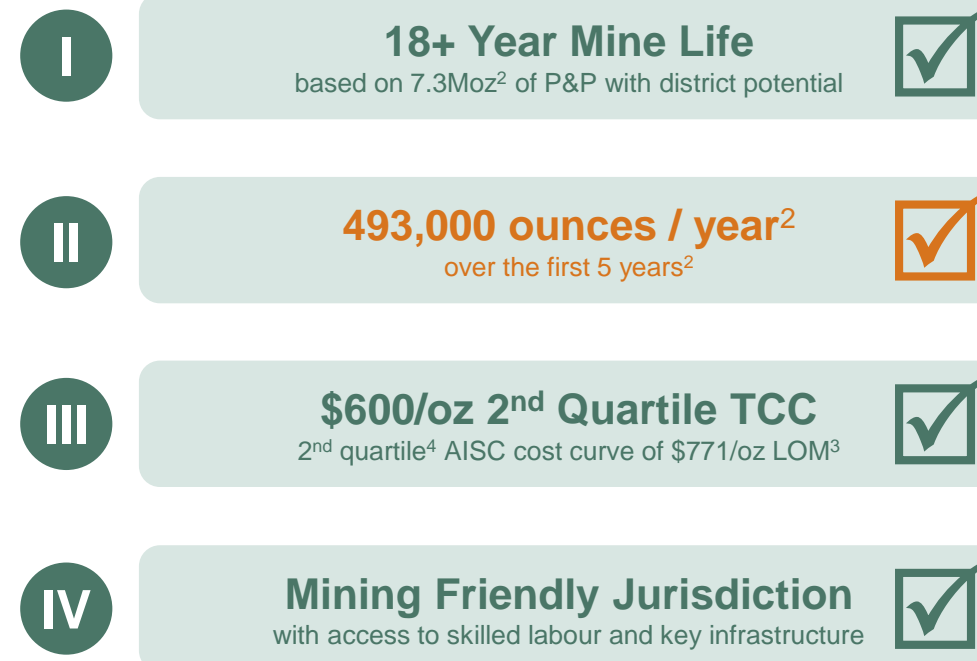 I
18+ Year Mine Life
based on 7.3Moz² of P&P with district potential
II
493,000 ounces / year²
over the first 5 years²
III
$600/oz 2ⁿᵈ Quartile TCC
2ⁿᵈ quartile⁴ AISC cost curve of $771/oz LOM³
IV
Mining Friendly Jurisdiction
with access to skilled labour and key infrastructure